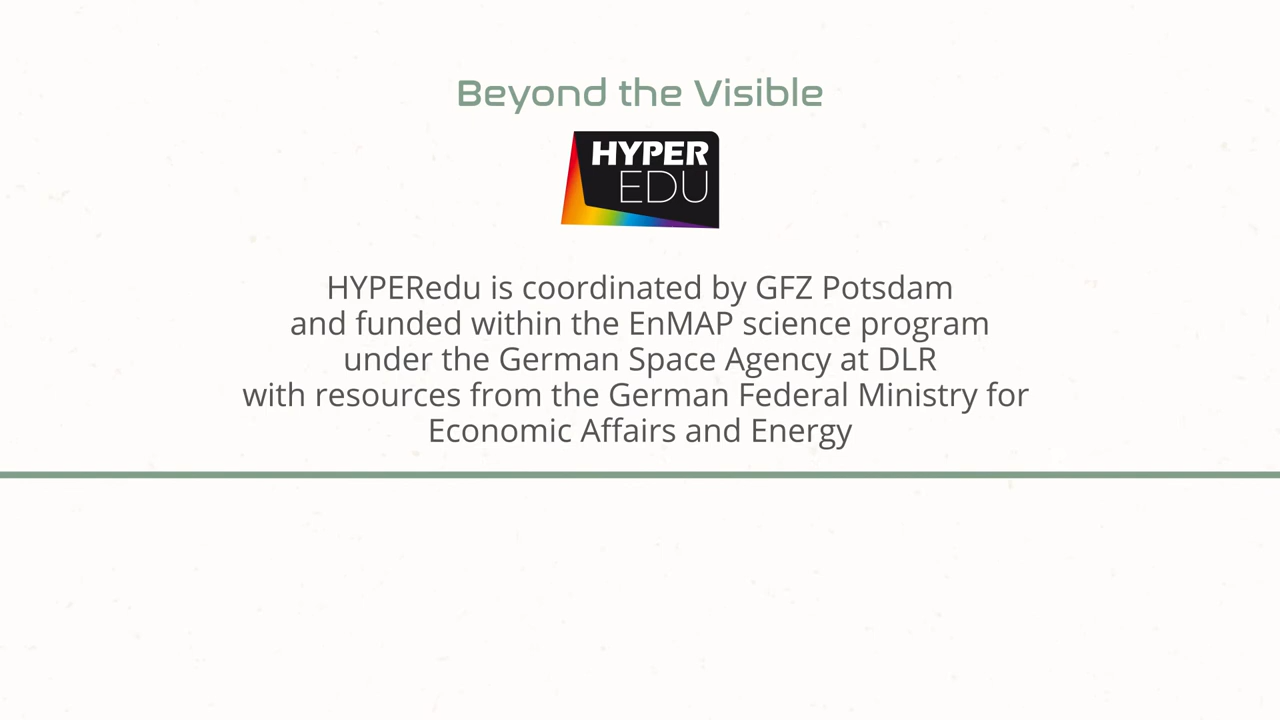 Beyond the Visible
HYPER
EDU
HYPERedu is coordinated by GFZ Potsdam
and funded within the EnMAP science program
under the German Space Agency at DLR
with resources from the German Federal Ministry for
Economic Affairs and Energy